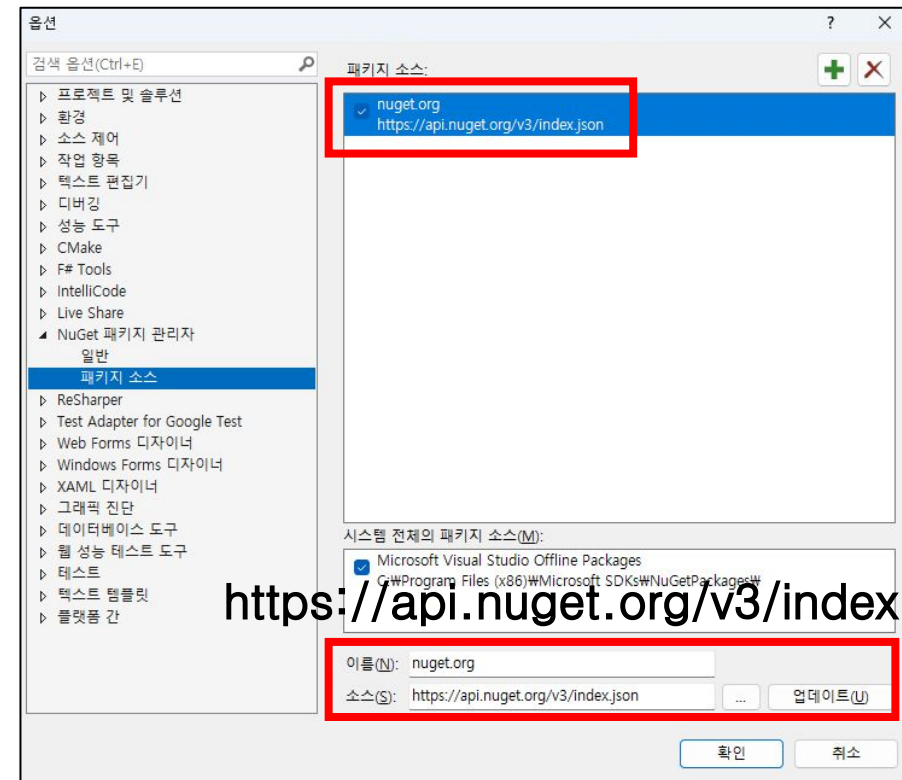 옵션
검색 옵션(Ctrl+E)
프로젝트 및 솔루션
환경
소스 제어
작업 항목
텍스트 편집기
디버깅
성능 도구
CMake
F# Tools
IntelliCode
Live Share
NuGet 패키지 관리자
일반
패키지 소스
ReSharper
Test Adapter for Google Test
Web Forms 디자이너
Windows Forms 디자이너
XAML 디자이너
그래픽 진단
데이터베이스 도구
웹 성능 테스트 도구
테스트
텍스트 템플릿
플랫폼 간
패키지 소스:
nuget.org
https://api.nuget.org/v3/index.json
시스템 전체의 패키지 소스(M):
Microsoft Visual Studio Offline Packages
C:₩Program Files (x86)₩Microsoft SDKs₩NuGetPackages₩
https://api.nuget.org/v3/index
이름(N): nuget.org
소스(S): https://api.nuget.org/v3/index.json ... 업데이트(U)
확인 취소